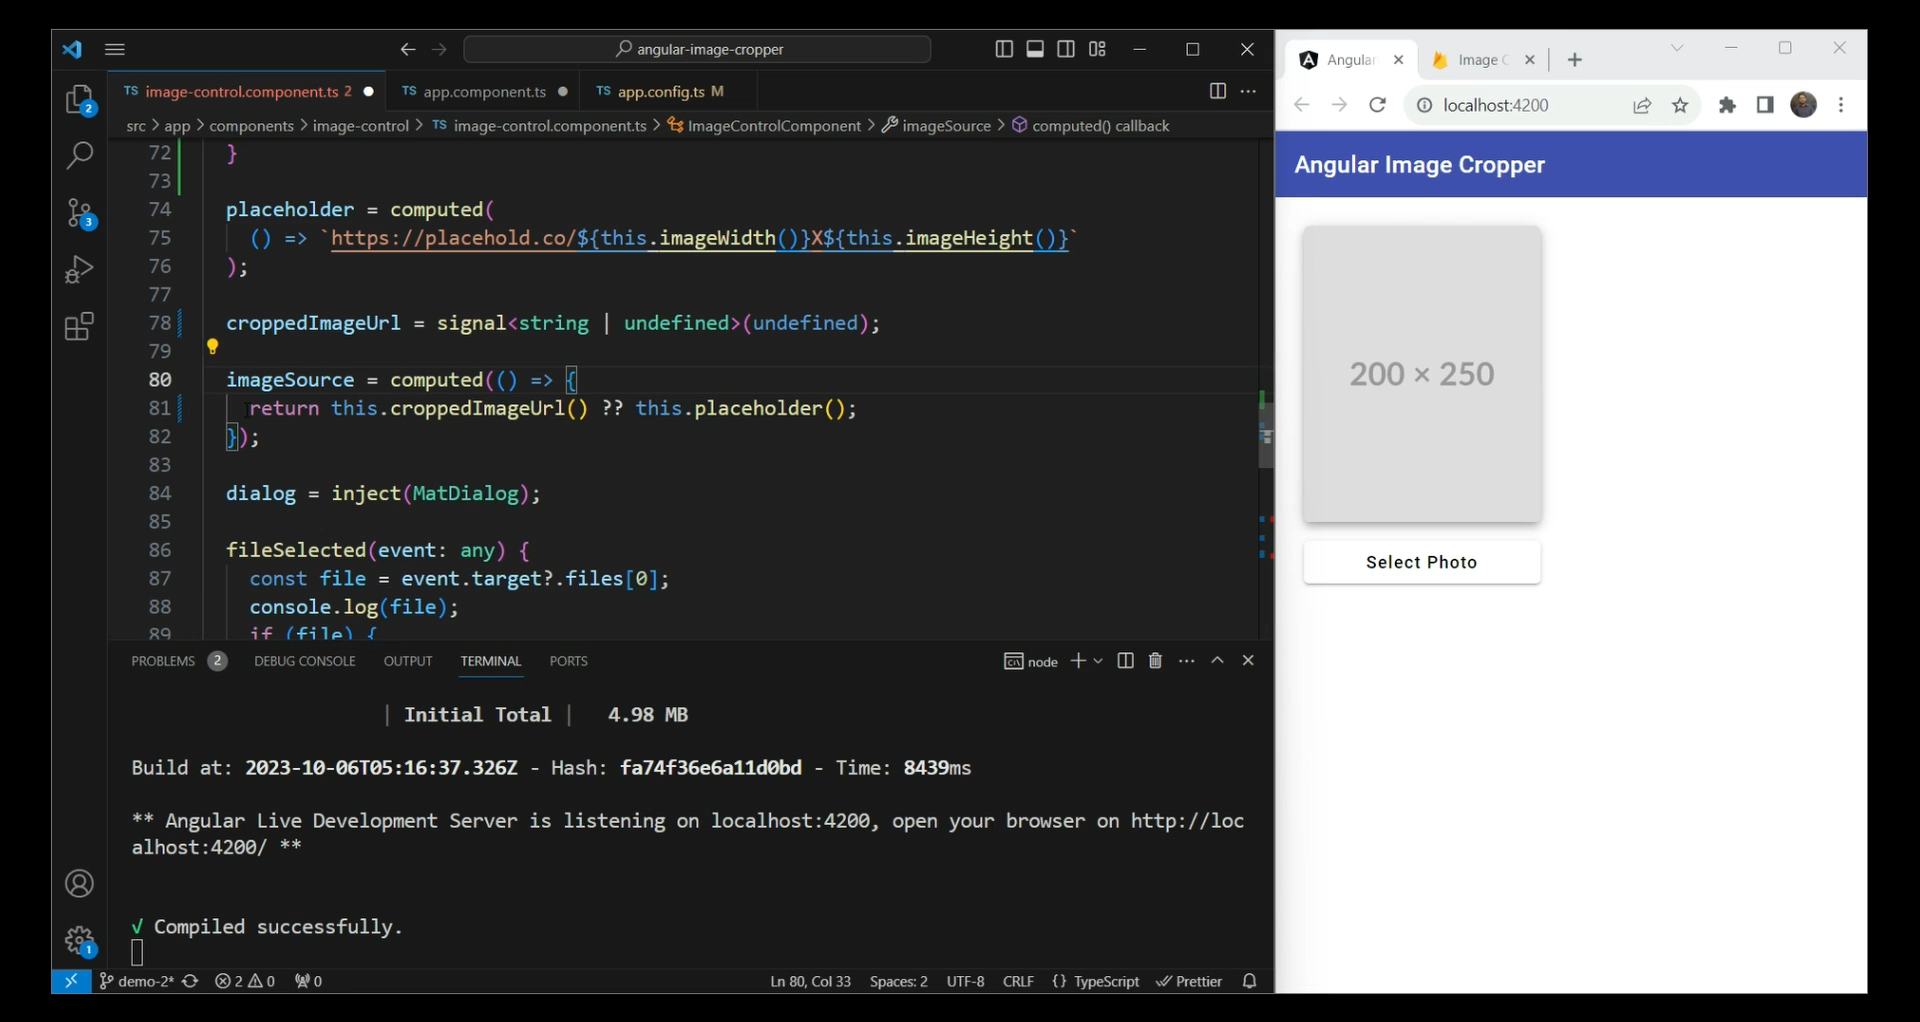 angular-image-cropper
TS image-control.component.ts 2
TS app.component.ts
TS app.config.ts M
src > app > components > image-control > TS image-control.component.ts > ImageControlComponent > imageSource > computed() callback
72 }
73
74 placeholder = computed(
75 () => `https://placehold.co/${this.imageWidth()}X${this.imageHeight()}`
76 );
77
78 croppedImageUrl = signal<string | undefined>(undefined);
79
80 imageSource = computed(() => {
81 return this.croppedImageUrl() ?? this.placeholder();
82 });
83
84 dialog = inject(MatDialog);
85
86 fileSelected(event: any) {
87 const file = event.target?.files[0];
88 console.log(file);
89 if (file) {
2
3
1
PROBLEMS 2 DEBUG CONSOLE OUTPUT TERMINAL PORTS
node
| Initial Total | 4.98 MB
Build at: 2023-10-06T05:16:37.326Z - Hash: fa74f36e6a11d0bd - Time: 8439ms
** Angular Live Development Server is listening on localhost:4200, open your browser on http://loc
alhost:4200/ **
√ Compiled successfully.
demo-2* 2 0 0 Ln 80, Col 33 Spaces: 2 UTF-8 CRLF {} TypeScript Prettier
Angular
Image C
localhost:4200
Angular Image Cropper
200 × 250
Select Photo